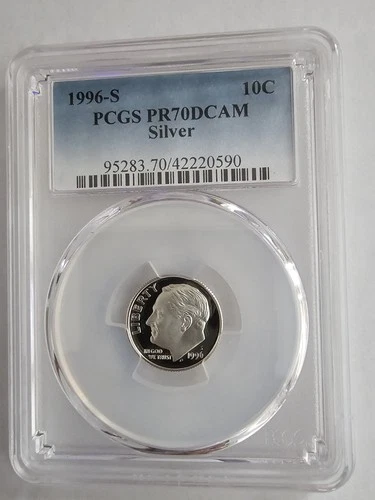 1996-S 10C
PCGS PR70DCAM
Silver
95283.70/42220590
LIBERTY
IN GOD
WE TRUST
1996